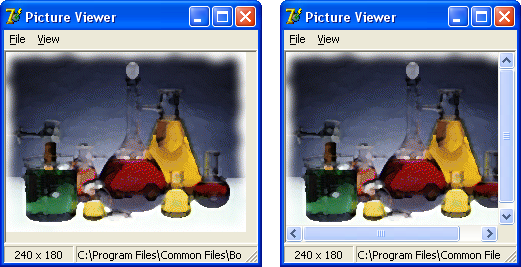 Picture Viewer
File View
240 x 180 C:\Program Files\Common Files\Bo
Picture Viewer
File View
240 x 180 C:\Program Files\Common File